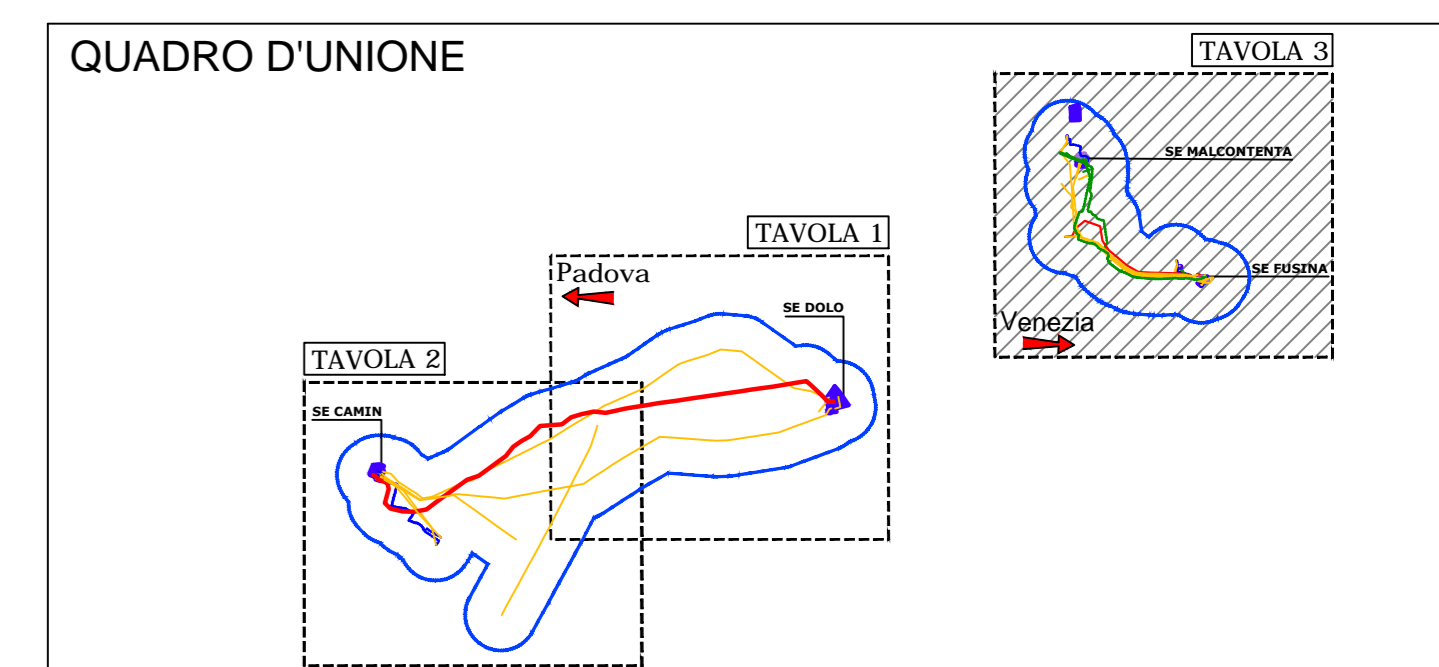 QUADRO D'UNIONE
TAVOLA 3
SE MALCONTENTA
SE FUSINA
Venezia
TAVOLA 1
Padova
SE DOLO
TAVOLA 2
SE CAMIN